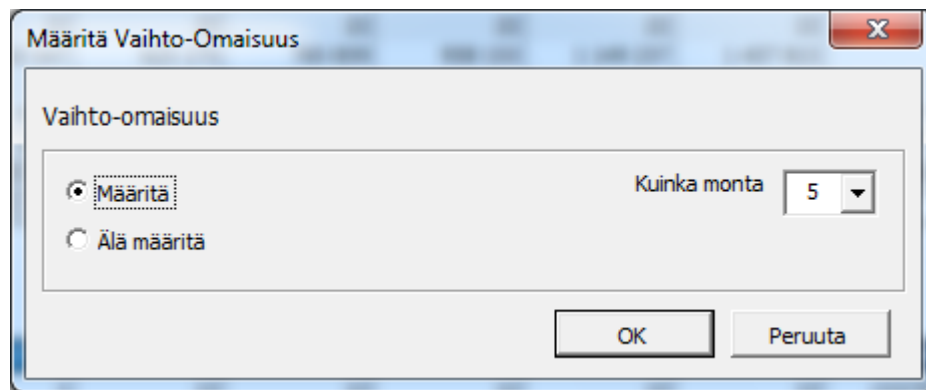 Määritä Vaihto-Omaisuus
Vaihto-omaisuus
Määritä
Kuinka monta 5
Älä määritä
OK Peruuta